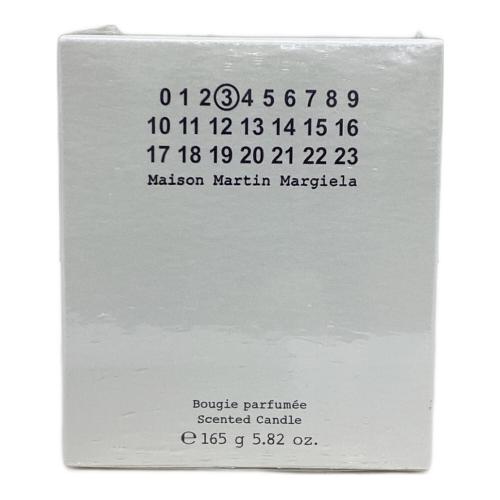 0 1 2 3 4 5 6 7 8 9
10 11 12 13 14 15 16
17 18 19 20 21 22 23
Maison Martin Margiela
Bougie parfumée
Scented Candle
℮ 165 g 5.82 oz.